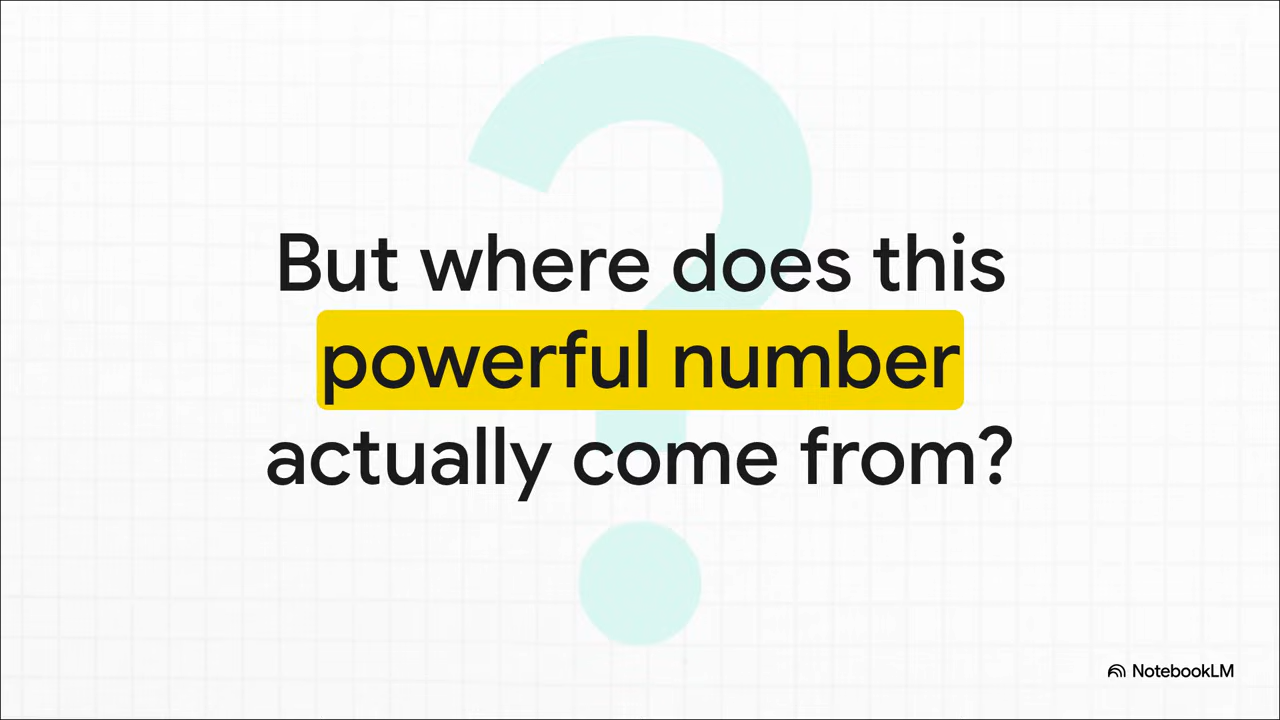 But where does this
powerful number
actually come from?
NotebookLM